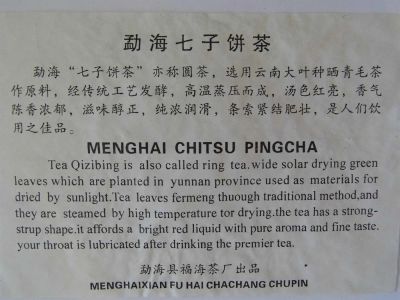 勐海七子饼茶
勐海“七子饼茶”亦称圆茶，选用云南大叶种晒青毛茶
作原料，经传统工艺发酵，高温蒸压而成，汤色红亮，香气
陈香浓郁，滋味醇正，纯浓润滑，条索紧结肥壮，是人们饮
用之佳品。
MENGHAI CHITSU PINGCHA
Tea Qizibing is also called ring tea.wide solar drying green
leaves which are planted in yunnan province used as materials for
dried by sunlight.Tea leaves fermeng thuough traditional method,and
they are steamed by high temperature tor drying.the tea has a strong-
strup shape.it affords a bright red liquid with pure aroma and fine taste.
your throat is lubricated after drinking the premier tea.
勐海县福海茶厂出品
MENGHAIXIAN FU HAI CHACHANG CHUPIN